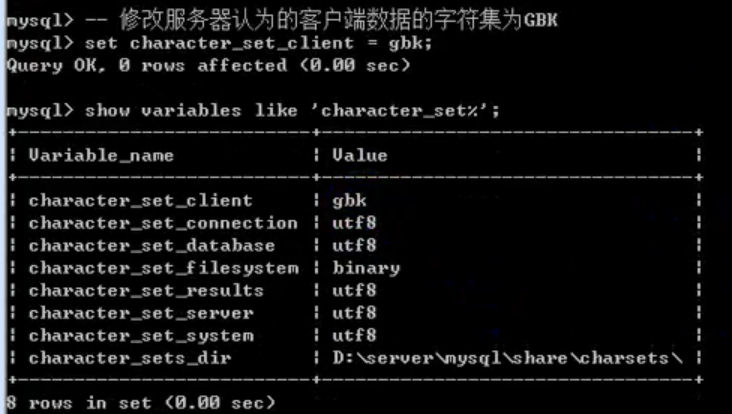 mysql> -- 修改服务器认为的客户端数据的字符集为GBK
mysql> set character_set_client = gbk;
Query OK, 0 rows affected (0.00 sec)
mysql> show variables like 'character_set%';
+--------------------------+---------------------------------+
| Variable_name | Value |
+--------------------------+---------------------------------+
| character_set_client | gbk |
| character_set_connection | utf8 |
| character_set_database | utf8 |
| character_set_filesystem | binary |
| character_set_results | utf8 |
| character_set_server | utf8 |
| character_set_system | utf8 |
| character_sets_dir | D:\server\mysql\share\charsets\ |
+--------------------------+---------------------------------+
8 rows in set (0.00 sec)